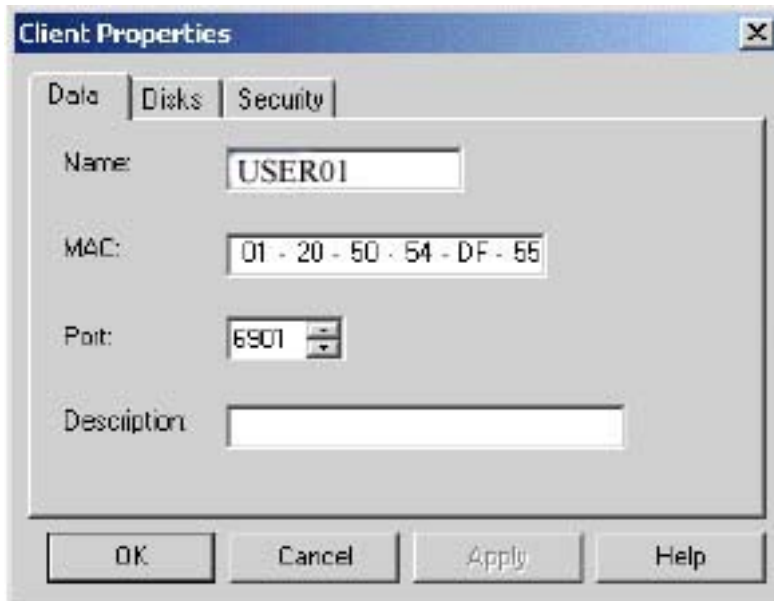 Client Properties
Data Disks Security
Name: USER01
MAC: 01 - 20 - 50 - 54 - DF - 55
Port: 6901
Description:
OK Cancel Apply Help